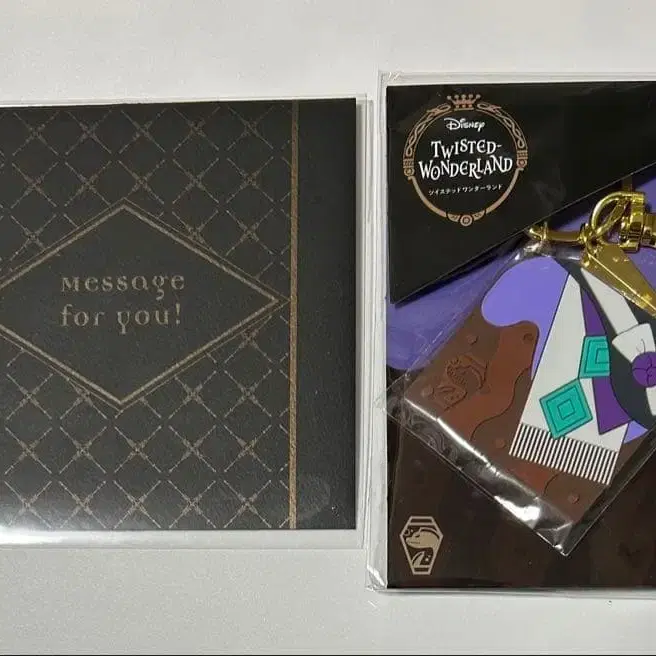 Message
for you!
Disney
TWISTED-
WONDERLAND
ツイステッドワンダーランド